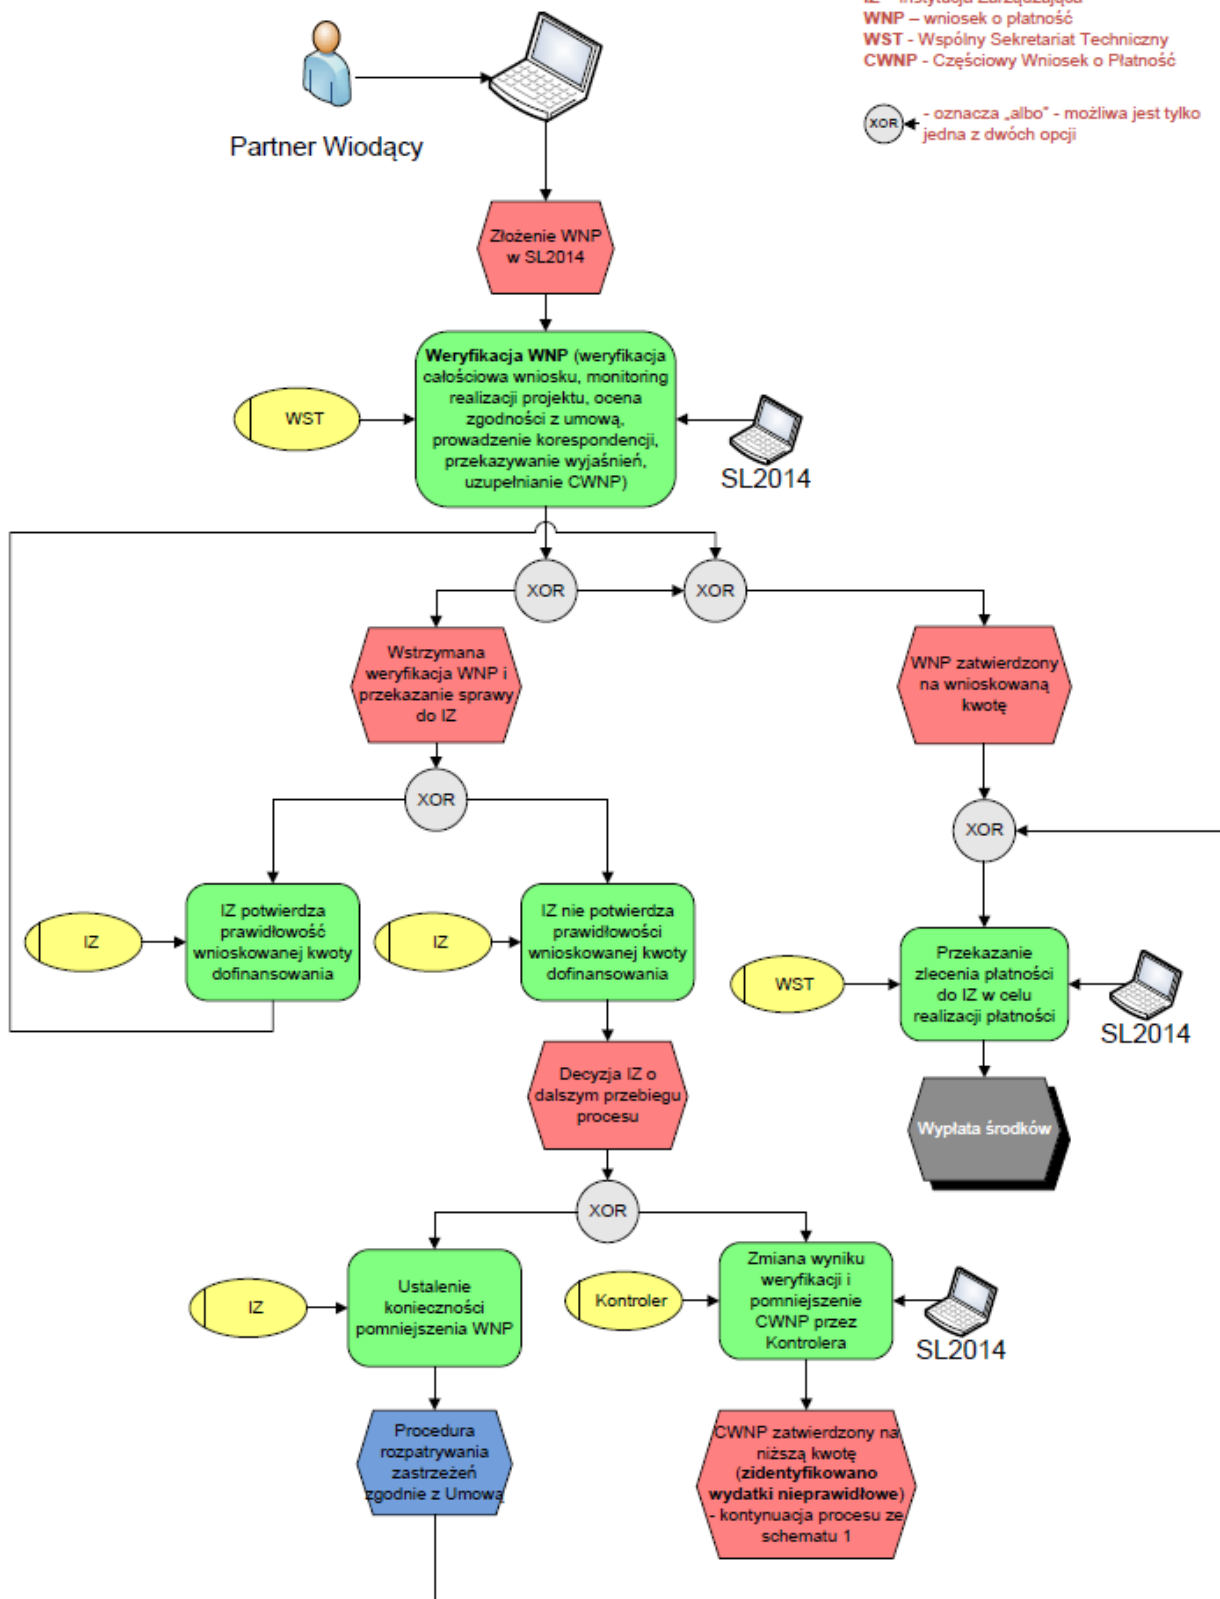 IZ – Instytucja Zarządzająca
WNP – wniosek o płatność
WST - Wspólny Sekretariat Techniczny
CWNP - Częściowy Wniosek o Płatność
XOR
- oznacza „albo” - możliwa jest tylko
jedna z dwóch opcji
Partner Wiodący
Złożenie WNP
w SL2014
Weryfikacja WNP (weryfikacja
całościowa wniosku, monitoring
realizacji projektu, ocena
zgodności z umową,
prowadzenie korespondencji,
przekazywanie wyjaśnień,
uzupełnianie CWNP)
WST
SL2014
XOR
XOR
Wstrzymana
weryfikacja WNP i
przekazanie sprawy
do IZ
WNP zatwierdzony
na wnioskowaną
kwotę
XOR
XOR
IZ
IZ potwierdza
prawidłowość
wnioskowanej kwoty
dofinansowania
IZ
IZ nie potwierdza
prawidłowości
wnioskowanej kwoty
dofinansowania
WST
Przekazanie
zlecenia płatności
do IZ w celu
realizacji płatności
SL2014
Decyzja IZ o
dalszym przebiegu
procesu
Wypłata środków
XOR
IZ
Ustalenie
konieczności
pomniejszenia WNP
Kontroler
Zmiana wyniku
weryfikacji i
pomniejszenie
CWNP przez
Kontrolera
SL2014
Procedura
rozpatrywania
zastrzeżeń
zgodnie z Umową
CWNP zatwierdzony na
niższą kwotę
(zidentyfikowano
wydatki nieprawidłowe)
- kontynuacja procesu ze
schematu 1